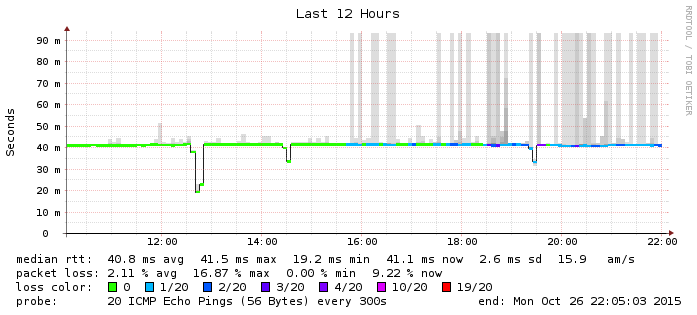 Last 12 Hours
RRDTOOL / TOBI OETIKER
Seconds
90 m
80 m
70 m
60 m
50 m
40 m
30 m
20 m
10 m
0
12:00 14:00 16:00 18:00 20:00 22:00
median rtt: 40.8 ms avg 41.5 ms max 19.2 ms min 41.1 ms now 2.6 ms sd 15.9 am/s
packet loss: 2.11 % avg 16.87 % max 0.00 % min 9.22 % now
loss color: 0 1/20 2/20 3/20 4/20 10/20 19/20
probe: 20 ICMP Echo Pings (56 Bytes) every 300s end: Mon Oct 26 22:05:03 2015